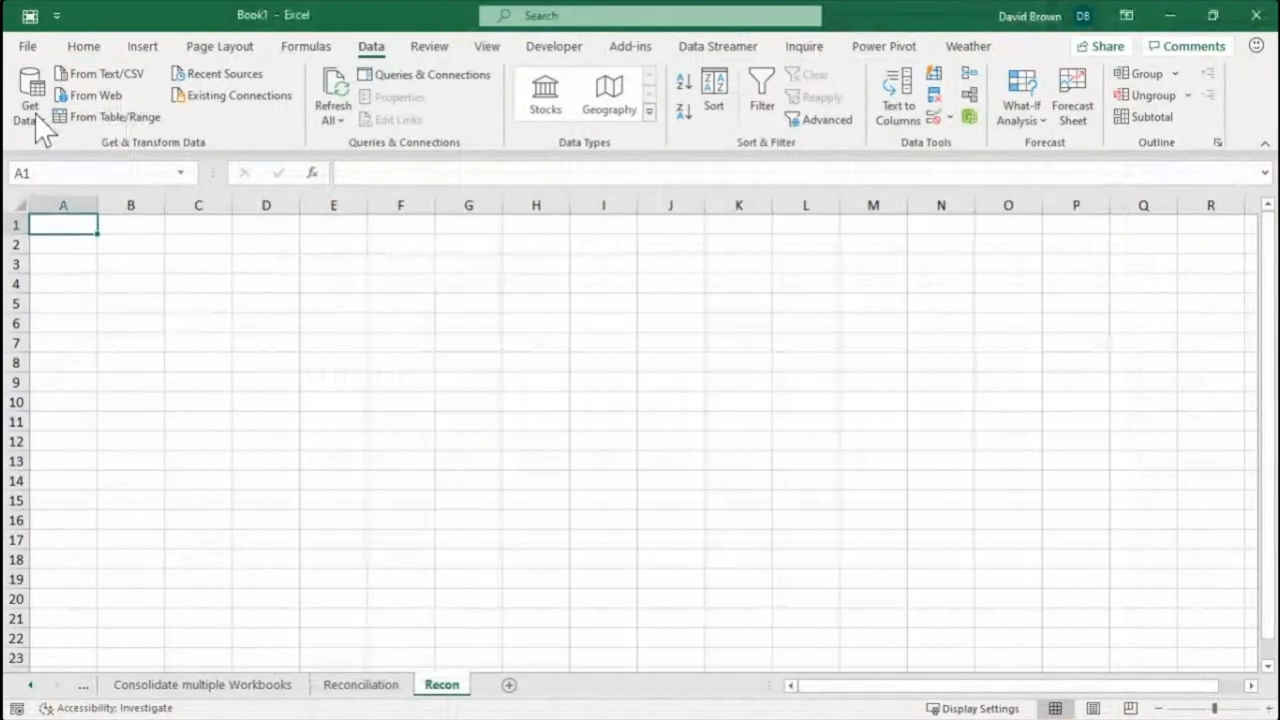 Book1 - Excel
Search
David Brown
DB
File Home Insert Page Layout Formulas Data Review View Developer Add-ins Data Streamer Inquire Power Pivot Weather Share Comments
Get Data
From Text/CSV
From Web
From Table/Range
Recent Sources
Existing Connections
Get & Transform Data
Refresh All
Queries & Connections
Properties
Edit Links
Queries & Connections
Stocks
Geography
Data Types
Sort
Filter
Clear
Reapply
Advanced
Sort & Filter
Text to Columns
Data Tools
What-If Analysis
Forecast Sheet
Forecast
Group
Ungroup
Subtotal
Outline
A1
fx
A B C D E F G H I J K L M N O P Q R
1
2
3
4
5
6
7
8
9
10
11
12
13
14
15
16
17
18
19
20
21
22
23
... Consolidate multiple Workbooks Reconciliation Recon
Accessibility: Investigate
Display Settings